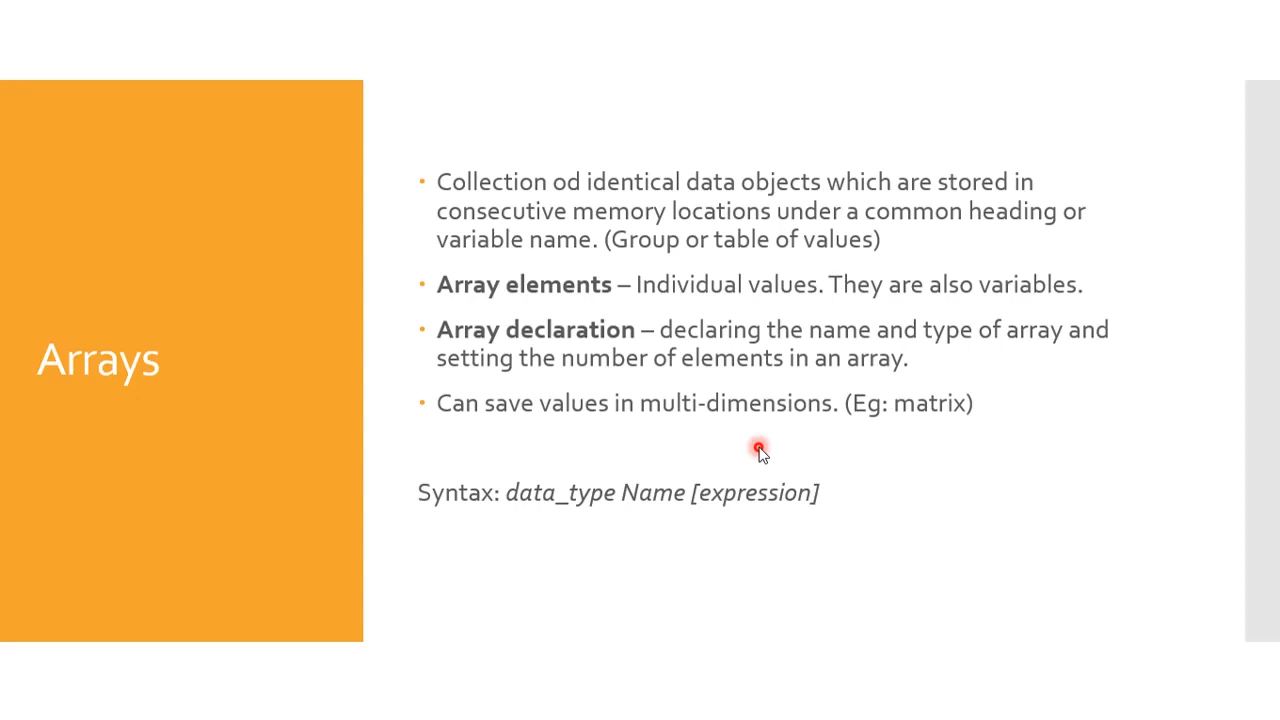 Arrays
• Collection od identical data objects which are stored in
consecutive memory locations under a common heading or
variable name. (Group or table of values)
• Array elements – Individual values. They are also variables.
• Array declaration – declaring the name and type of array and
setting the number of elements in an array.
• Can save values in multi-dimensions. (Eg: matrix)
Syntax: data_type Name [expression]